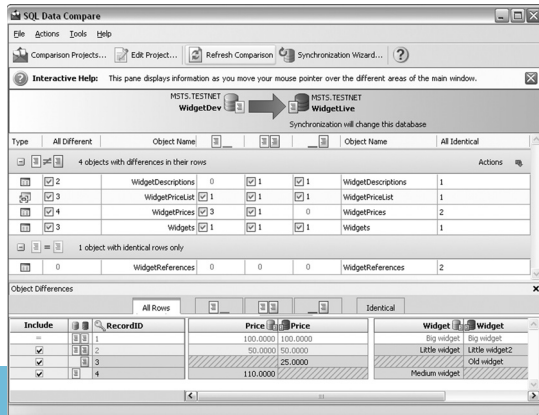 SQL Data Compare
File Actions Tools Help
Comparison Projects... Edit Project... Refresh Comparison Synchronization Wizard...
Interactive Help: This pane displays information as you move your mouse pointer over the different areas of the main window.
MSTS.TESTNET MSTS.TESTNET
WidgetDev WidgetLive
Synchronization will change this database
Type All Different Object Name Object Name All Identical
4 objects with differences in their rows Actions
2 WidgetDescriptions 0 1 1 WidgetDescriptions 1
3 WidgetPriceList 1 1 1 WidgetPriceList 1
4 WidgetPrices 3 1 0 WidgetPrices 2
3 Widgets 1 1 1 Widgets 1
= 1 object with identical rows only
0 WidgetReferences 0 0 0 WidgetReferences 2
Object Differences
All Rows Identical
Include RecordID Price Price Widget Widget
= 1 100.0000 100.0000 Big widget Big widget
2 50.0000 50.0000 Little widget Little widget2
3 25.0000 Old widget
4 110.0000 Medium widget